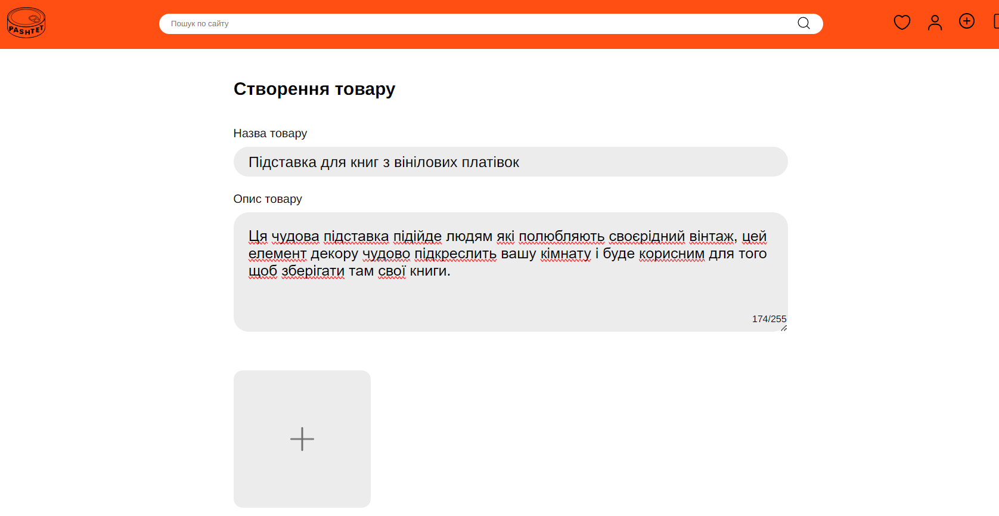 PASHTET
Пошук по сайту
Створення товару
Назва товару
Підставка для книг з вінілових платівок
Опис товару
Ця чудова підставка підійде людям які полюбляють своєрідний вінтаж, цей
елемент декору чудово підкреслить вашу кімнату і буде корисним для того
щоб зберігати там свої книги.
174/255